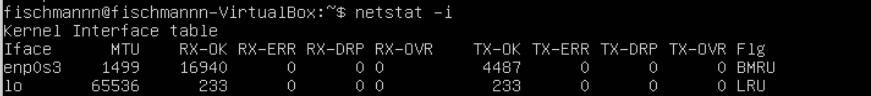 fischmannn@fischmannn-VirtualBox:~$ netstat -i
Kernel Interface table
Iface      MTU    RX-OK RX-ERR RX-DRP RX-OVR    TX-OK TX-ERR TX-DRP TX-OVR Flg
enp0s3    1499    16940      0      0 0          4487      0      0      0 BMRU
lo       65536      233      0      0 0           233      0      0      0 LRU